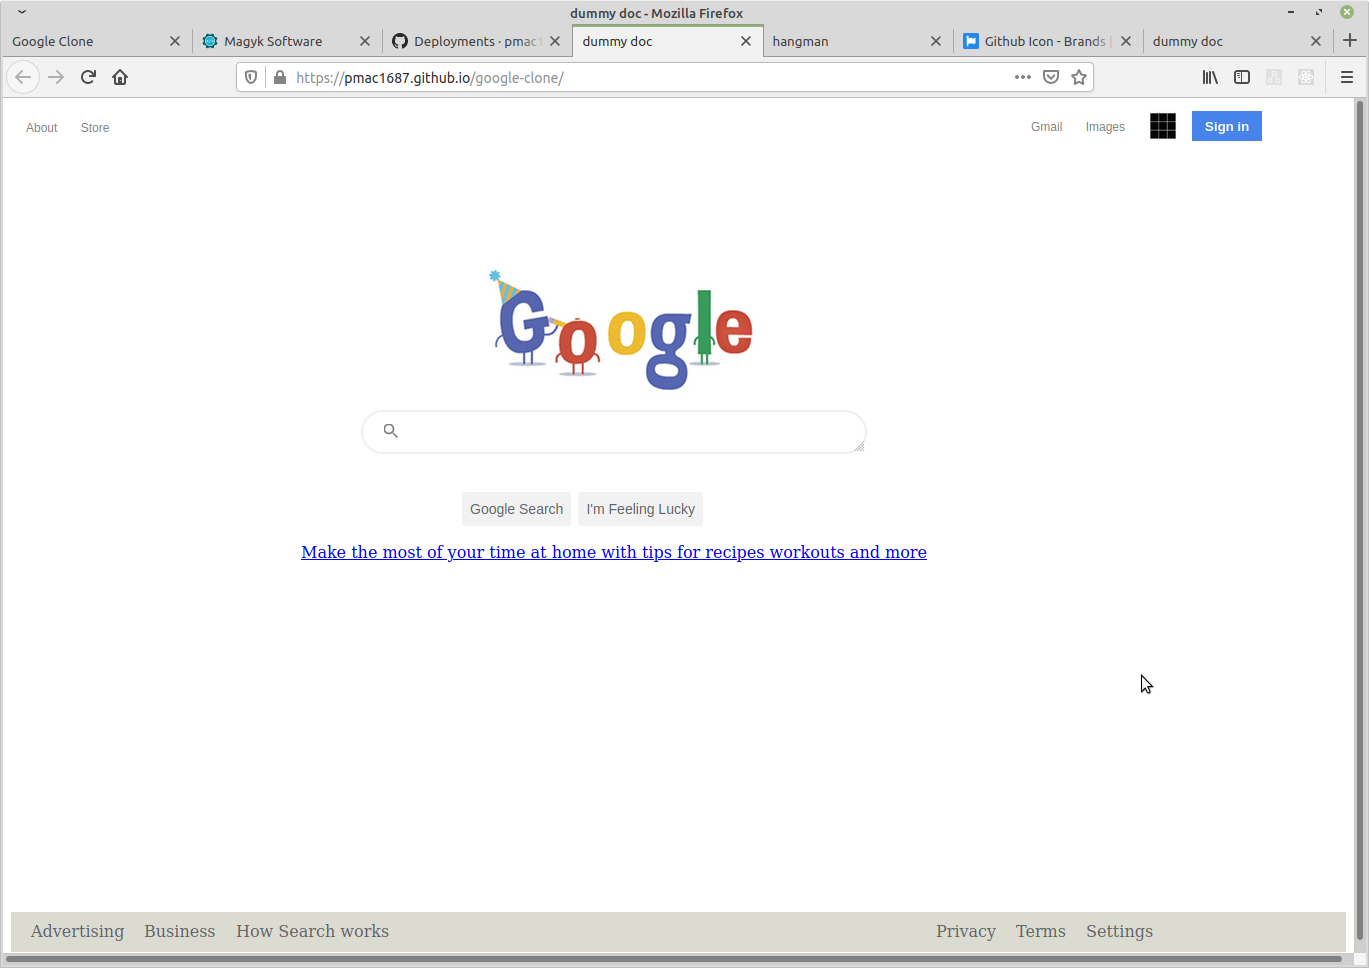 dummy doc - Mozilla Firefox
Google Clone
Magyk Software
Deployments · pmac1
dummy doc
hangman
Github Icon - Brands |
dummy doc
https://pmac1687.github.io/google-clone/
About Store
Gmail Images Sign in
Google
Google Search I'm Feeling Lucky
Make the most of your time at home with tips for recipes workouts and more
Advertising Business How Search works
Privacy Terms Settings